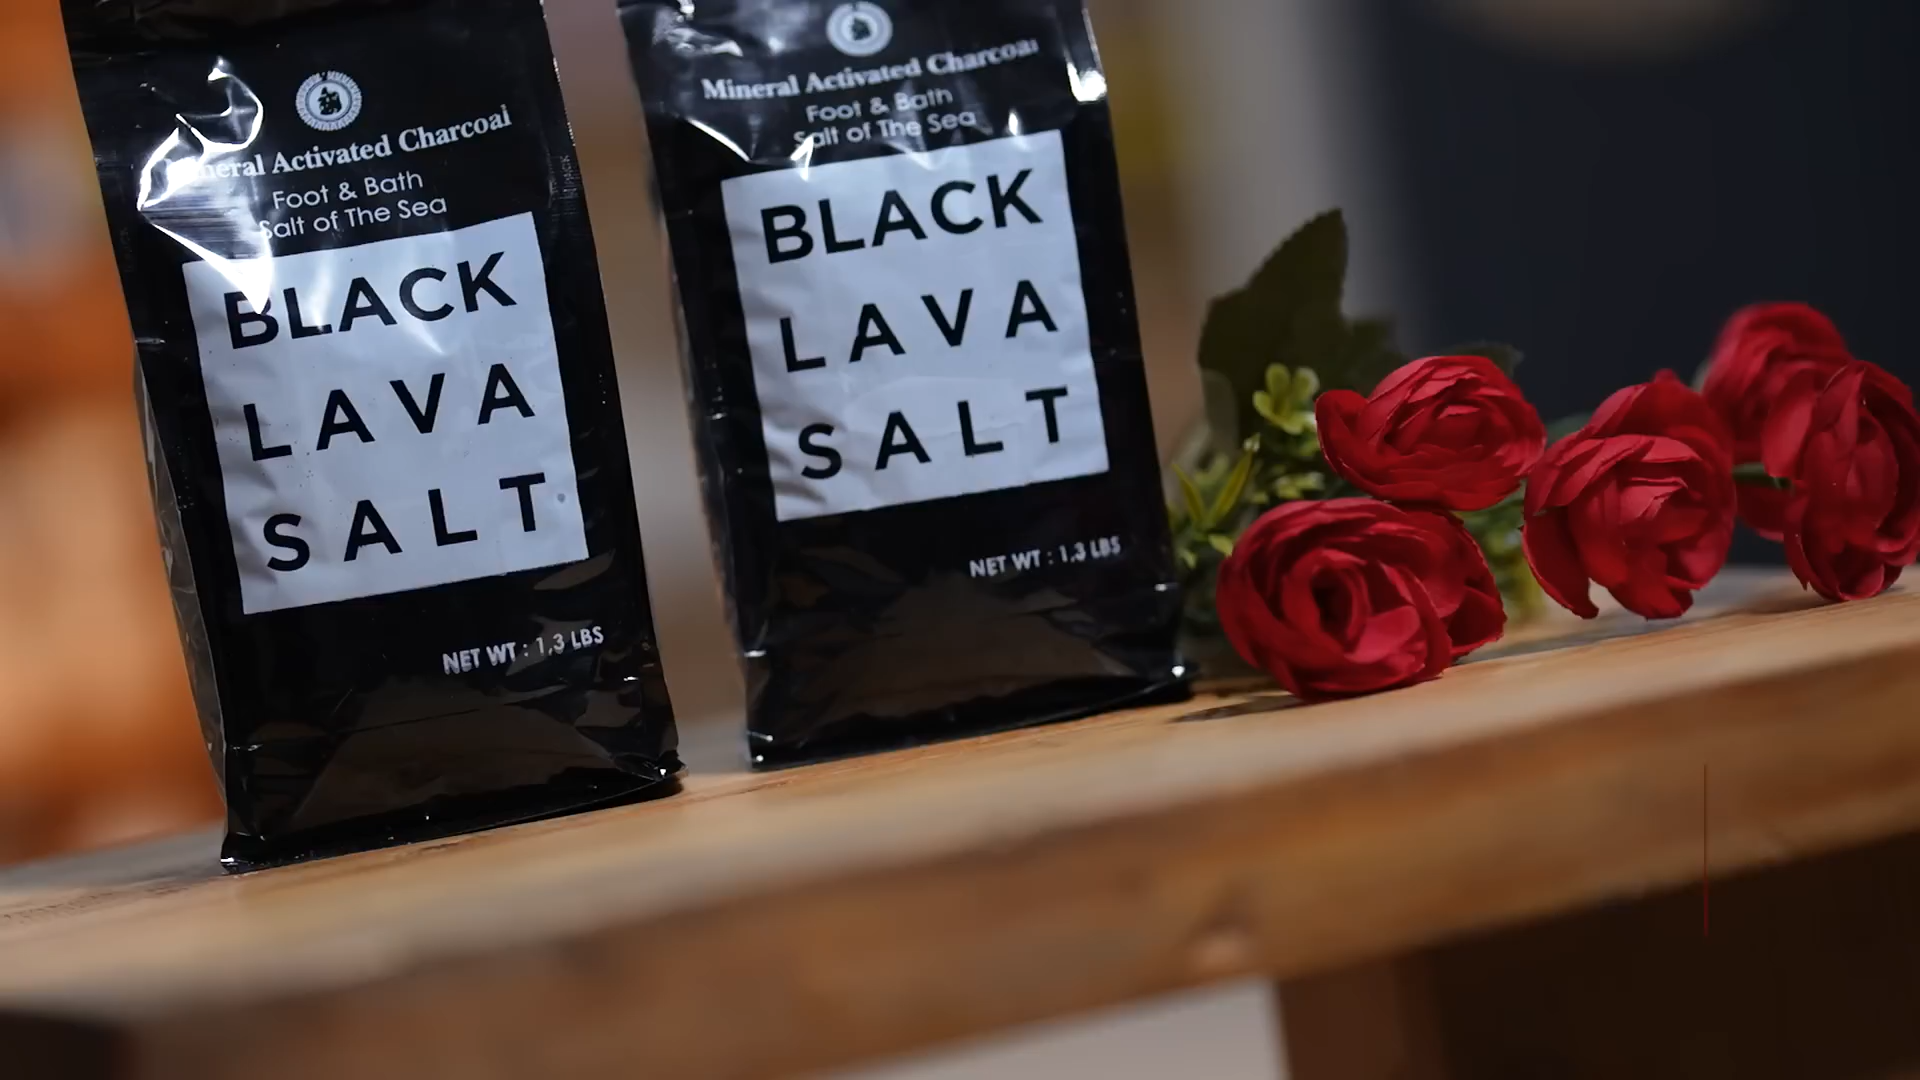 Mineral Activated Charcoal
Foot & Bath
Salt of The Sea
BLACK
LAVA
SALT
NET WT : 1,3 LBS
Mineral Activated Charcoal
Foot & Bath
Salt of The Sea
BLACK
LAVA
SALT
NET WT : 1,3 LBS